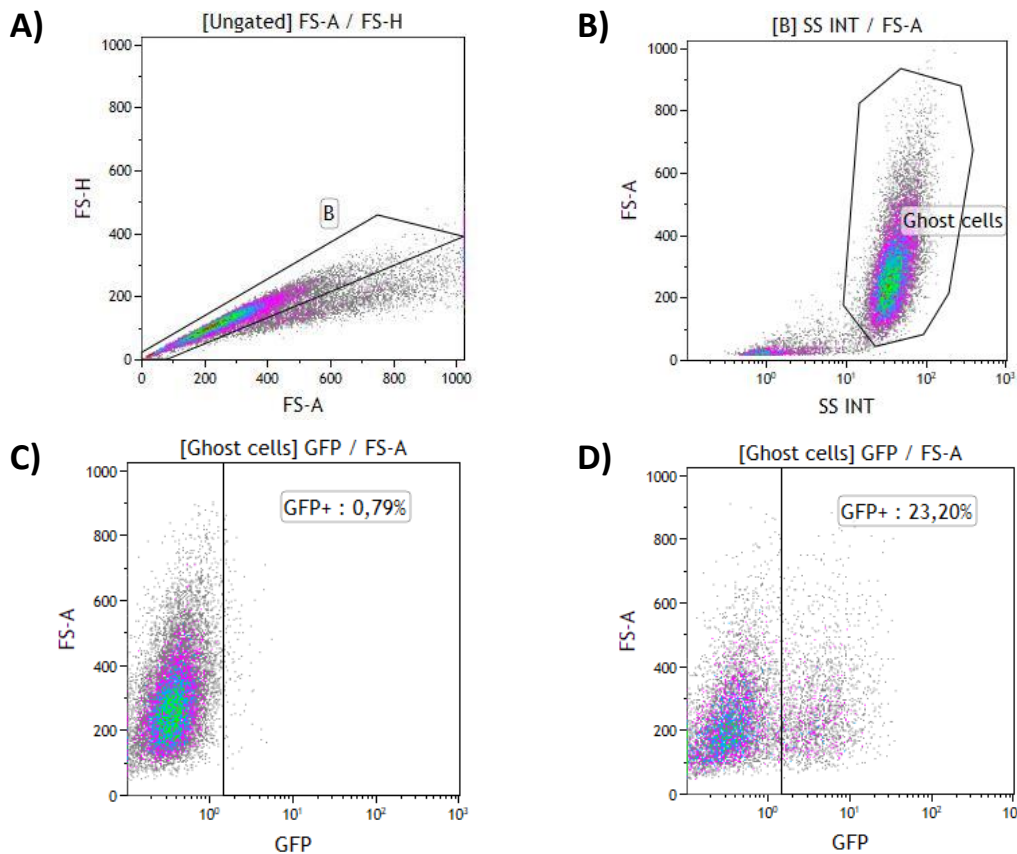 A)
[Ungated] FS-A / FS-H
1000
800
600
400
200
0
FS-H
B
0 200 400 600 800 1000
FS-A
B)
[B] SS INT / FS-A
1000
800
600
400
200
0
FS-A
Ghost cells
10⁰ 10¹ 10² 10³
SS INT
C)
[Ghost cells] GFP / FS-A
1000
800
600
400
200
0
FS-A
GFP+ : 0,79%
10⁰ 10¹ 10² 10³
GFP
D)
[Ghost cells] GFP / FS-A
1000
800
600
400
200
0
FS-A
GFP+ : 23,20%
10⁰ 10¹ 10² 10
GFP